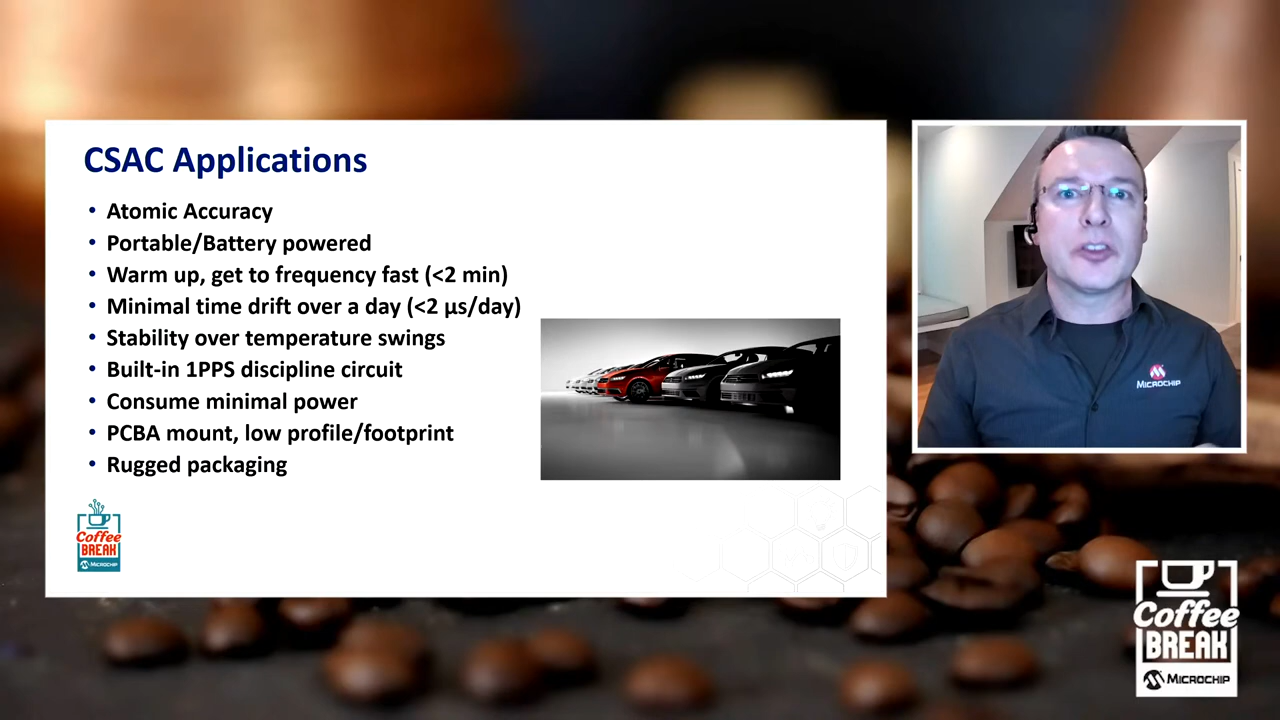 CSAC Applications
• Atomic Accuracy
• Portable/Battery powered
• Warm up, get to frequency fast (<2 min)
• Minimal time drift over a day (<2 µs/day)
• Stability over temperature swings
• Built-in 1PPS discipline circuit
• Consume minimal power
• PCBA mount, low profile/footprint
• Rugged packaging
Coffee
BREAK
MICROCHIP
MICROCHIP
Coffee
BREAK
MICROCHIP